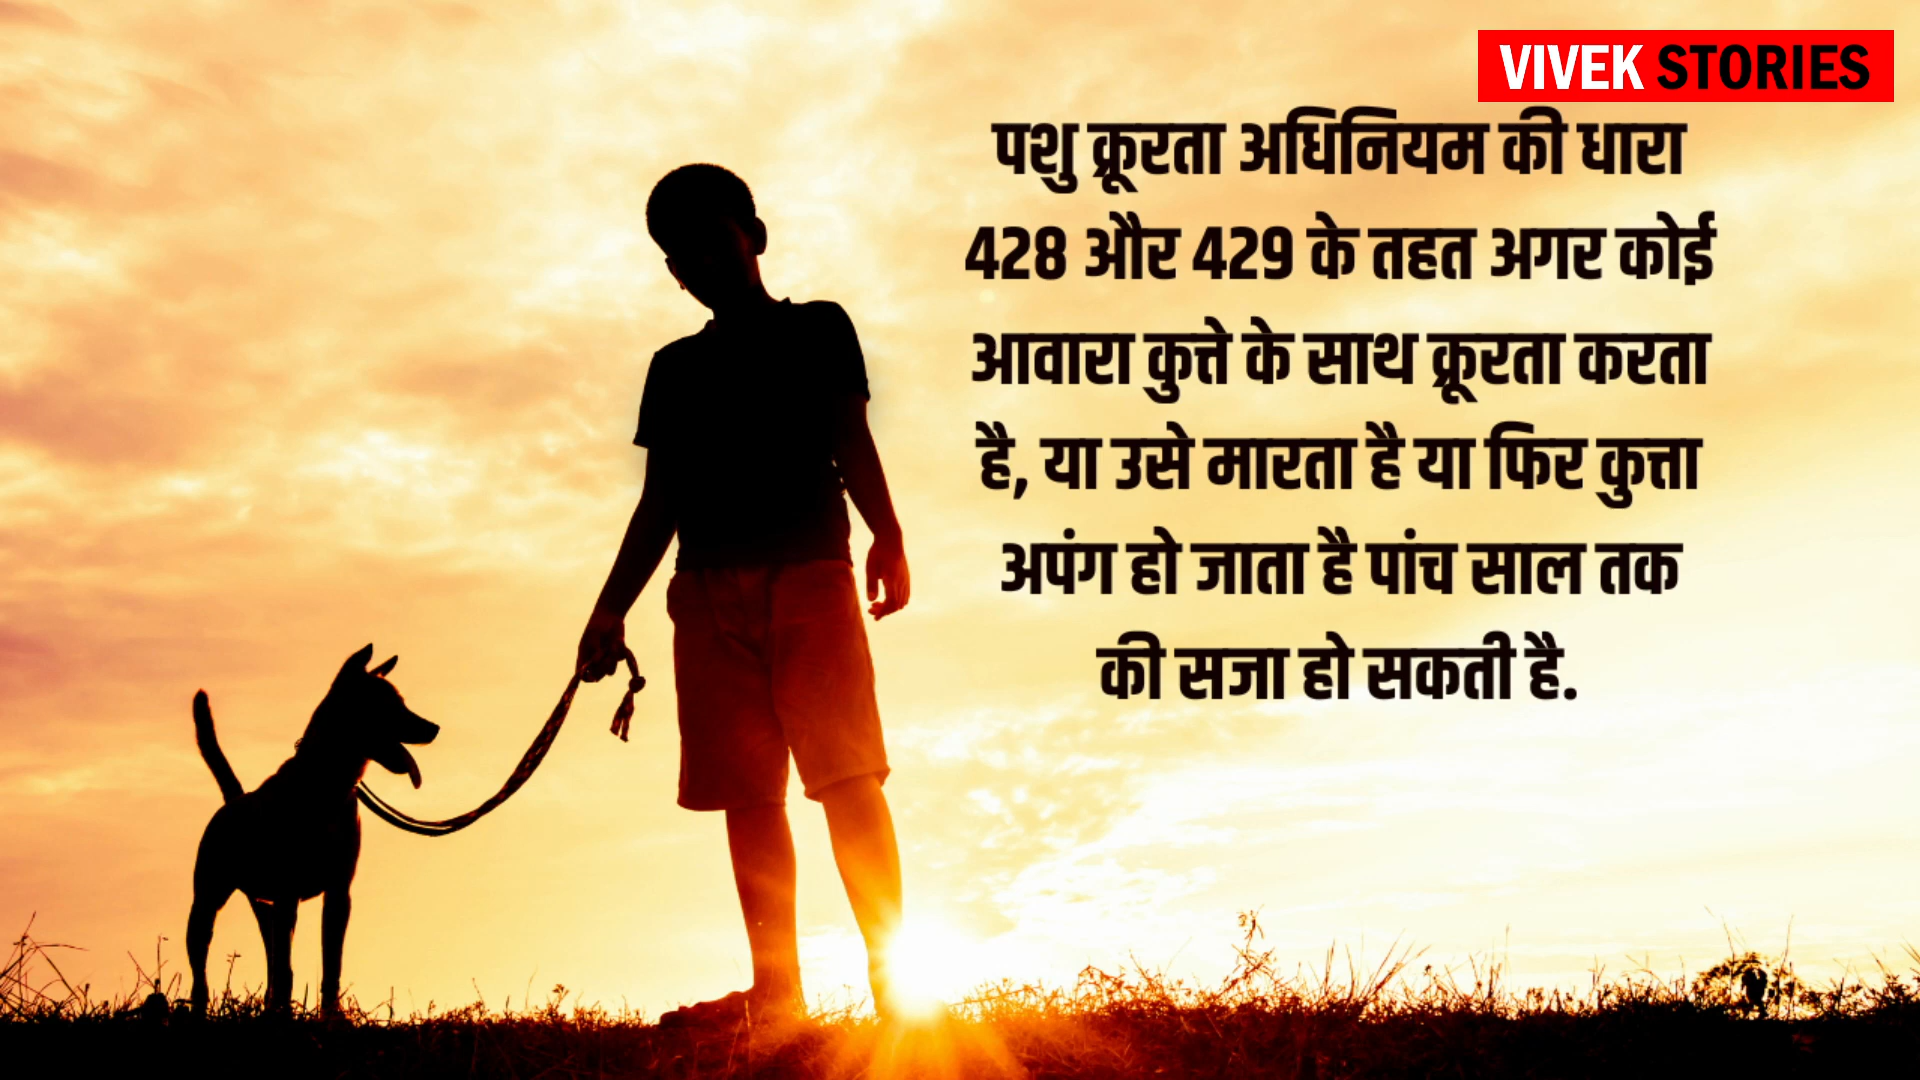 VIVEK STORIES
पशु क्रूरता अधिनियम की धारा
428 और 429 के तहत अगर कोई
आवारा कुत्ते के साथ क्रूरता करता
है, या उसे मारता है या फिर कुत्ता
अपंग हो जाता है पांच साल तक
की सजा हो सकती है.